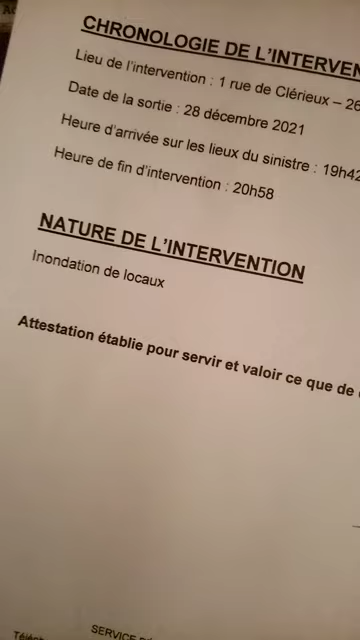 CHRONOLOGIE DE L'INTERVEN
Lieu de l'intervention : 1 rue de Clérieux – 26
Date de la sortie : 28 décembre 2021
Heure d'arrivée sur les lieux du sinistre : 19h42
Heure de fin d'intervention : 20h58
NATURE DE L'INTERVENTION
Inondation de locaux
Attestation établie pour servir et valoir ce que de
SERVICE